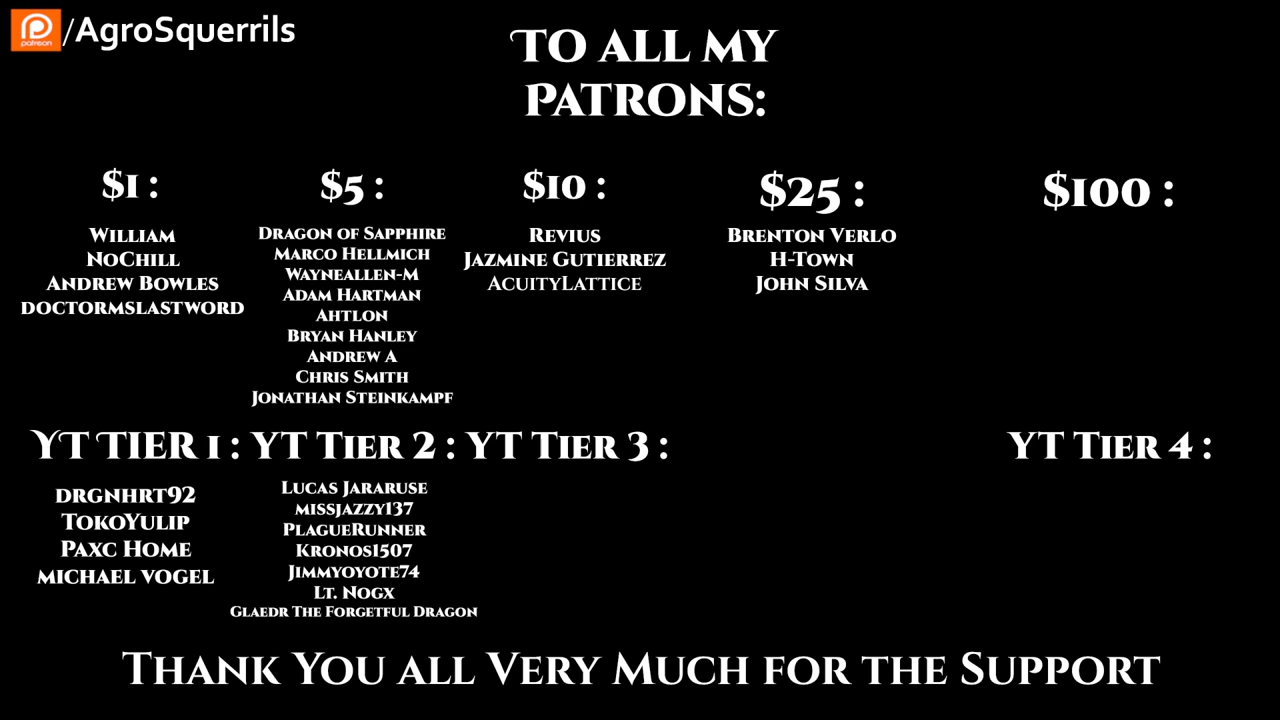 patreon
/AgroSquerrils
To all my
Patrons:
$1 :
William
NoChill
Andrew Bowles
doctormslastword
$5 :
Dragon of Sapphire
Marco Hellmich
Wayneallen-M
Adam Hartman
Ahtlon
Bryan Hanley
Andrew A
Chris Smith
Jonathan Steinkampf
$10 :
Revius
Jazmine Gutierrez
AcuityLattice
$25 :
Brenton Verlo
H-Town
John Silva
$100 :
YT Tier 1 :
drgnhrt92
TokoYulip
Paxc Home
michael vogel
YT Tier 2 :
Lucas Jararuse
missjazzy137
PlagueRunner
Kronos1507
Jimmyoyote74
Lt. Nogx
Glaedr The Forgetful Dragon
YT Tier 3 :
YT Tier 4 :
Thank You all Very Much for the Support